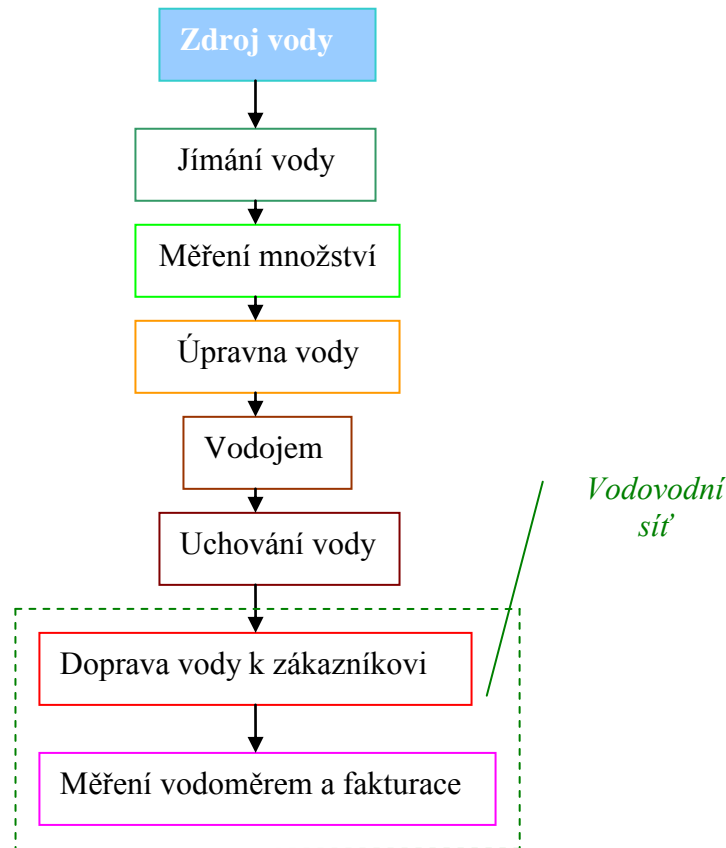 Zdroj vody
Jímání vody
Měření množství
Úpravna vody
Vodojem
Uchování vody
Vodovodní
síť
Doprava vody k zákazníkovi
Měření vodoměrem a fakturace